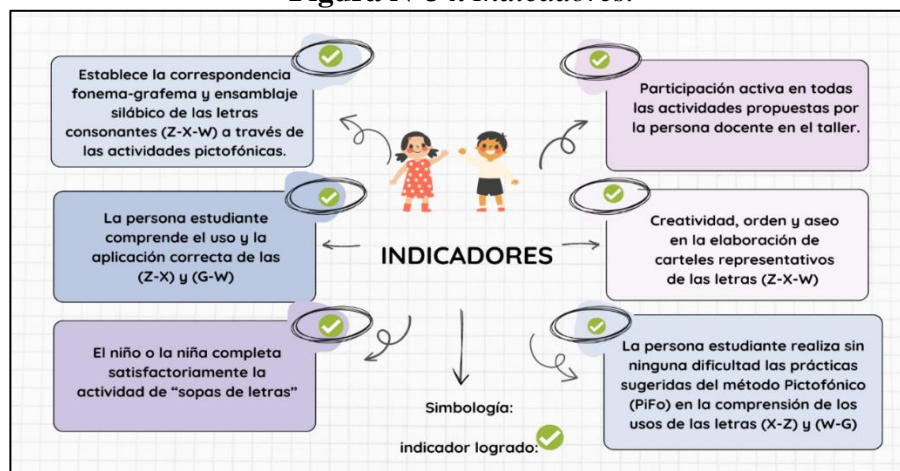 Establece la correspondencia
fonema-grafema y ensamblaje
silábico de las letras
consonantes (Z-X-W) a través de
las actividades pictofónicas.
La persona estudiante
comprende el uso y la
aplicación correcta de las
(Z-X) y (G-W)
El niño o la niña completa
satisfactoriamente la
actividad de “sopas de letras”
INDICADORES
Simbología:
indicador logrado:
Participación activa en todas
las actividades propuestas por
la persona docente en el taller.
Creatividad, orden y aseo
en la elaboración de
carteles representativos
de las letras (Z-X-W)
La persona estudiante realiza sin
ninguna dificultad las prácticas
sugeridas del método Pictofónico
(PiFo) en la comprensión de los
usos de las letras (X-Z) y (W-G)